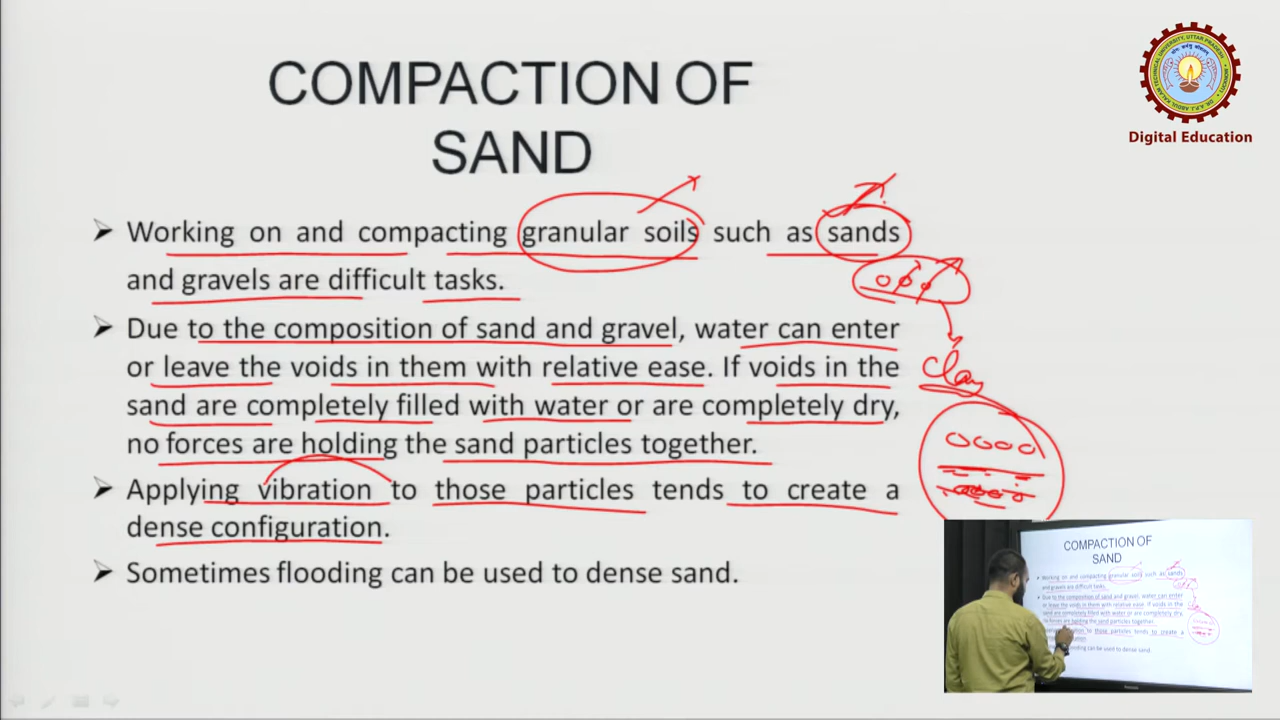 COMPACTION OF
SAND
Digital Education
Working on and compacting granular soils such as sands
and gravels are difficult tasks.
Due to the composition of sand and gravel, water can enter
or leave the voids in them with relative ease. If voids in the
sand are completely filled with water or are completely dry,
no forces are holding the sand particles together.
Applying vibration to those particles tends to create a
dense configuration.
Sometimes flooding can be used to dense sand.
Clay
COMPACTION OF
SAND